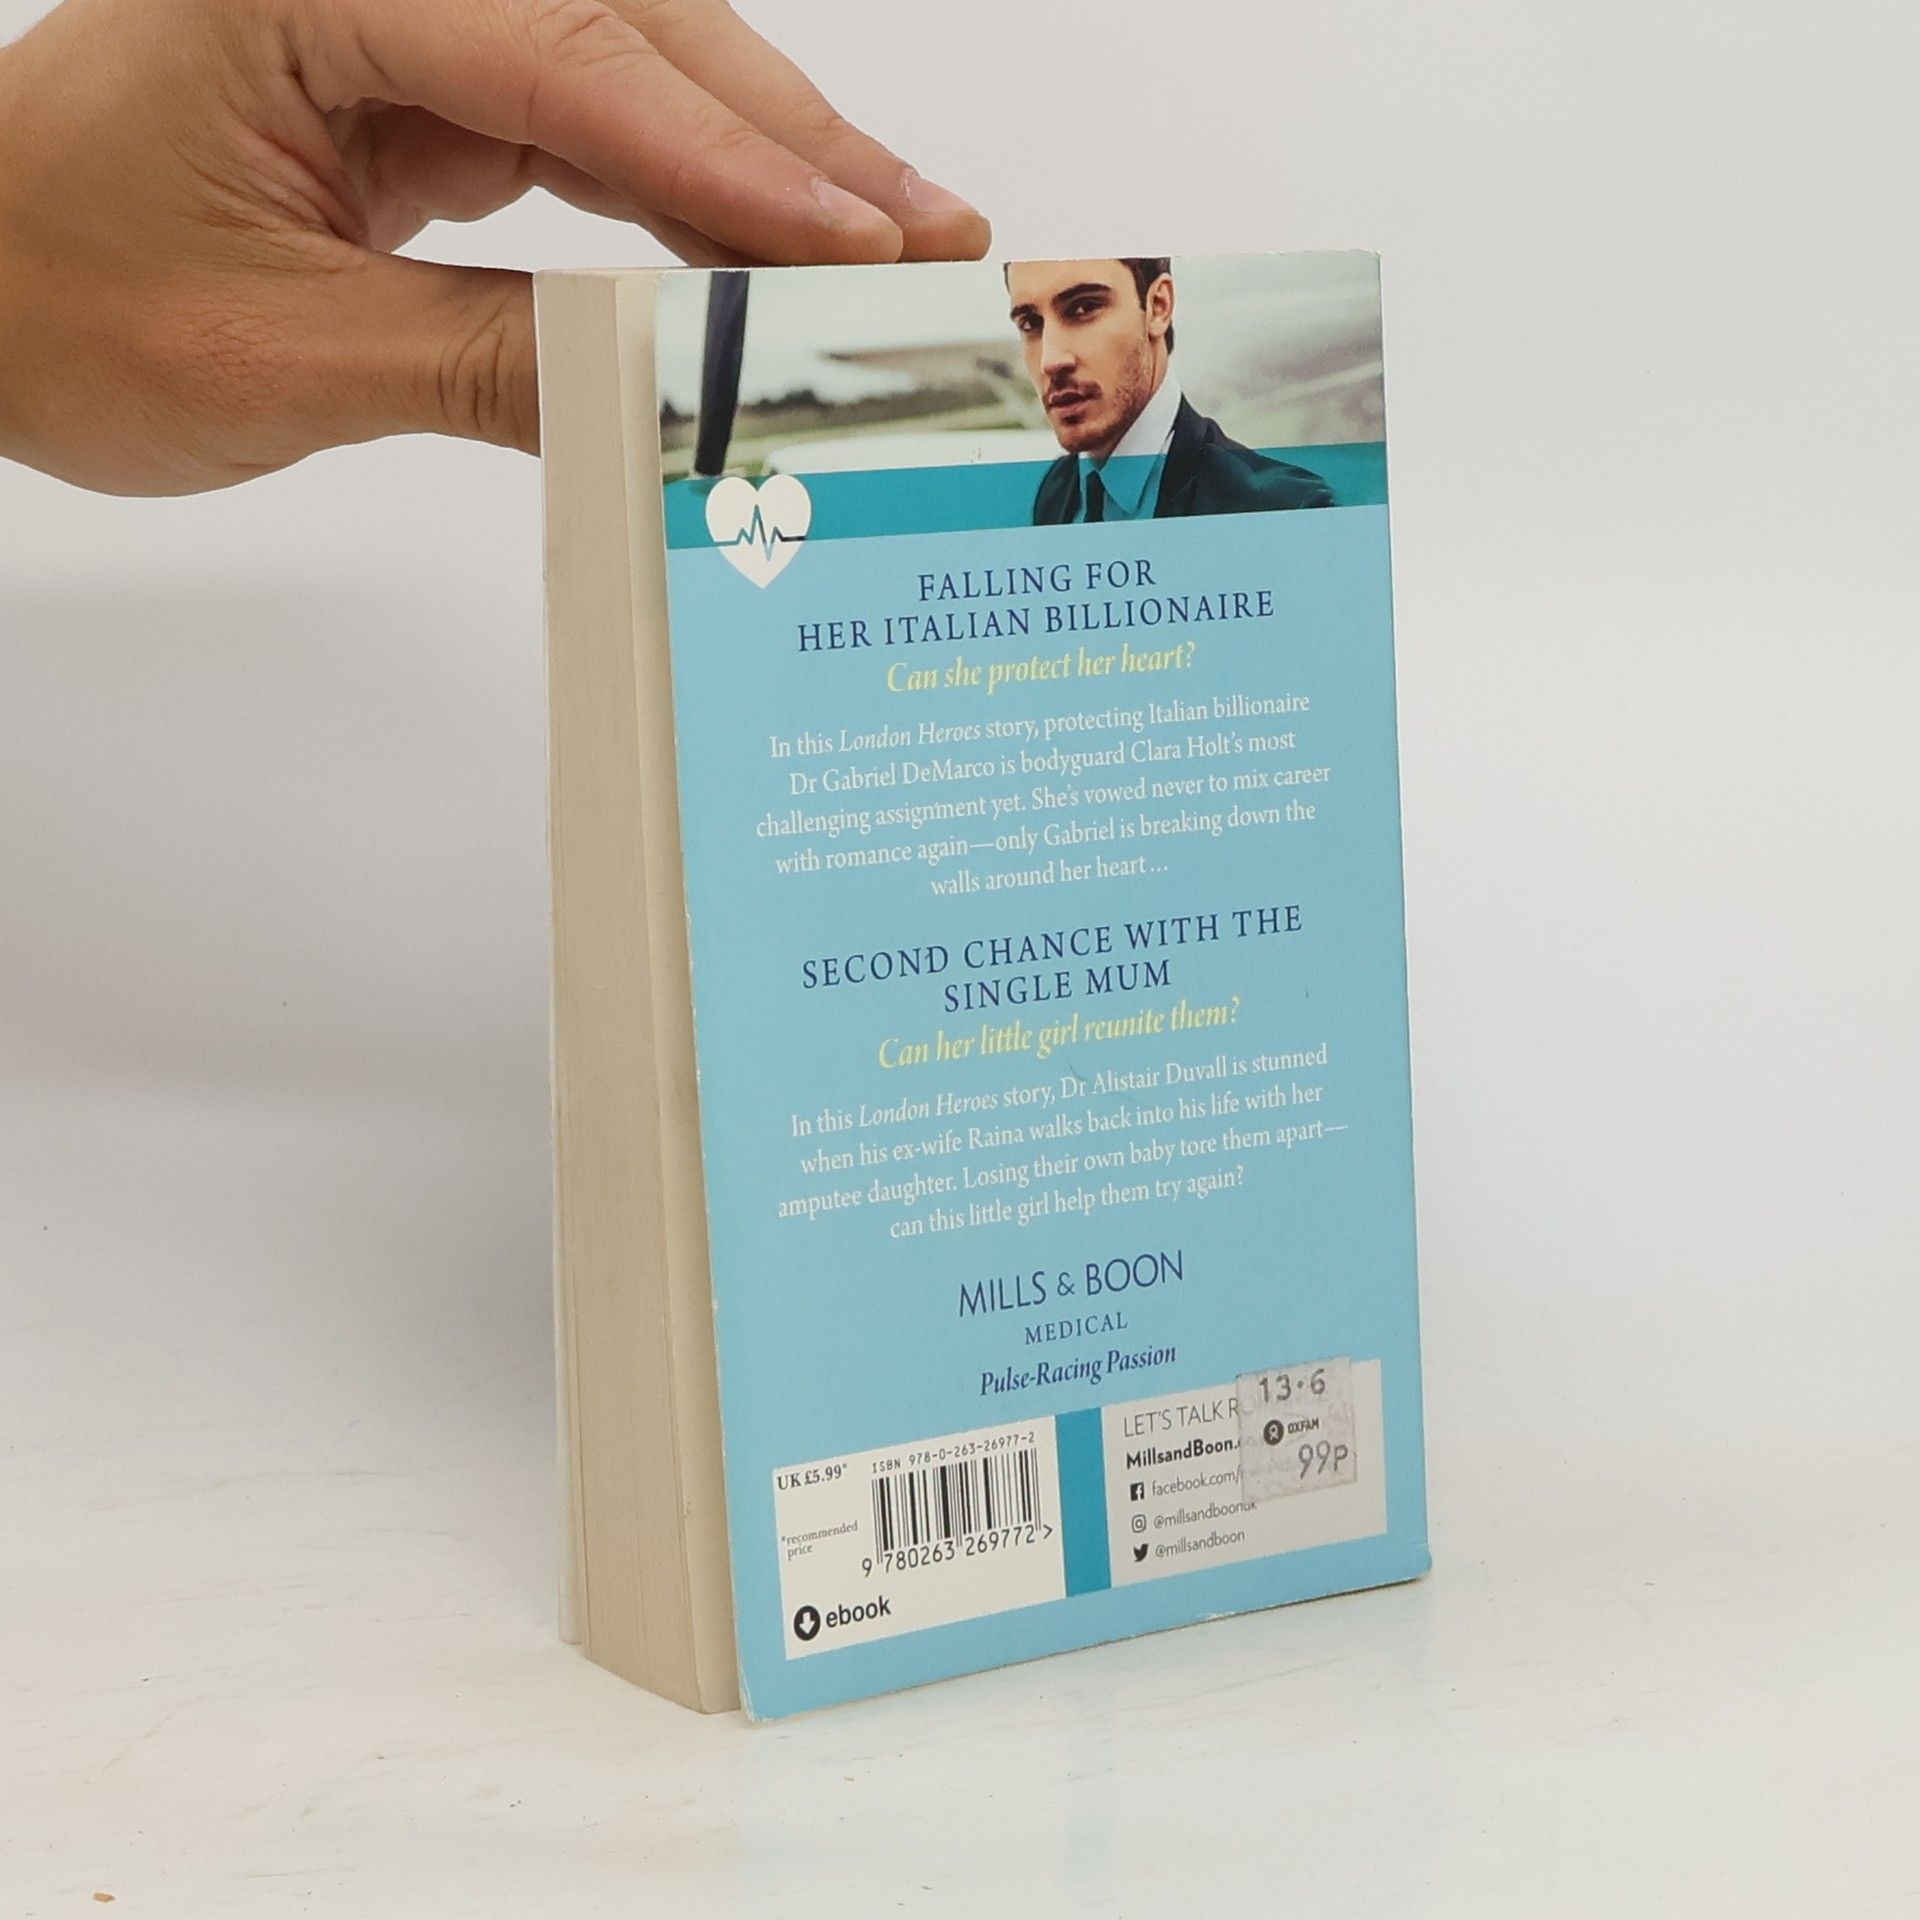 FALLING FOR
HER ITALIAN BILLIONAIRE
Can she protect her heart?
In this London Heroes story, protecting Italian billionaire
Dr Gabriel DeMarco is bodyguard Clara Holt's most
challenging assignment yet. She's vowed never to mix career
with romance again—only Gabriel is breaking down the
walls around her heart...
SECOND CHANCE WITH THE
SINGLE MUM
Can her little girl reunite them?
In this London Heroes story, Dr Alistair Duvall is stunned
when his ex-wife Raina walks back into his life with her
amputee daughter. Losing their own baby tore them apart—
can this little girl help them try again?
MILLS & BOON
MEDICAL
Pulse-Racing Passion
UK £5.99*
*recommended
price
ISBN 978-0-263-26977-2
9 780263 269772 >
ebook
LET'S TALK
MillsandBoon.
facebook.com/
@millsandboonuk
@millsandboon
13.6
OXFAM
99P